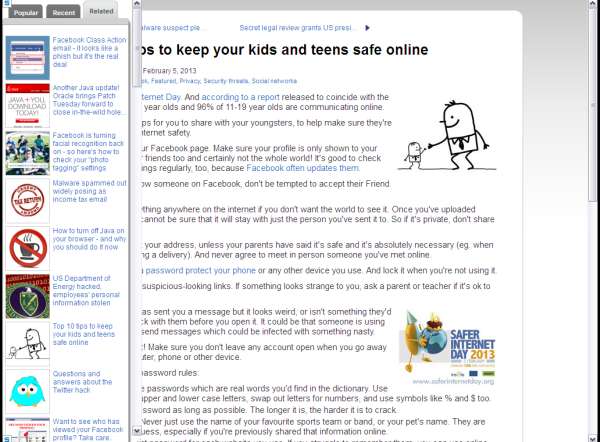 Popular Recent Related
Facebook Class Action
email - it looks like a
phish but it's the real
deal
Another Java update!
Oracle brings Patch
Tuesday forward to
close in-the-wild hole...
Facebook is turning
facial recognition back
on - so here's how to
check your "photo
tagging" settings
Malware spammed out
widely posing as
income tax email
How to turn off Java on
your browser - and why
you should do it now
US Department of
Energy hacked,
employees' personal
information stolen
Top 10 tips to keep
your kids and teens
safe online
Questions and
answers about the
Twitter hack
Want to see who has
viewed your Facebook
profile? Take care.
JAVA + YOU,
DOWNLOAD
TODAY!
TAX RETURN
alware suspect ple... Secret legal review grants US presi...
ps to keep your kids and teens safe online
February 5, 2013
ok, Featured, Privacy, Security threats, Social networks
ternet Day. And according to a report released to coincide with the
year olds and 96% of 11-19 year olds are communicating online.
ps for you to share with your youngsters, to help make sure they're
nternet safety.
ur Facebook page. Make sure your profile is only shown to your
friends too and certainly not the whole world! It's good to check
ngs regularly, too, because Facebook often updates them.
ow someone on Facebook, don't be tempted to accept their Friend
thing anywhere on the internet if you don't want the world to see it. Once you've uploaded
cannot be sure that it will stay with just the person you've sent it to. So if it's private, don't share
your address, unless your parents have said it's safe and it's absolutely necessary (eg, when
ng a delivery). And never agree to meet in person someone you've met online.
password protect your phone or any other device you use. And lock it when you're not using it.
suspicious-looking links. If something looks strange to you, ask a parent or teacher if it's ok to
as sent you a message but it looks weird, or isn't something they'd
ck with them before you open it. It could be that someone is using
send messages which could be infected with something nasty.
! Make sure you don't leave any account open when you go away
uter, phone or other device.
assword rules:
e passwords which are real words you'd find in the dictionary. Use
upper and lower case letters, swap out letters for numbers, and use symbols like % and $ too.
ssword as long as possible. The longer it is, the harder it is to crack.
Never just use the name of your favourite sports team or band, or your pet's name. They are
uess, especially if you're previously shared that information online.
SAFER
INTERNET
DAY 2013
www.saferinternetday.org